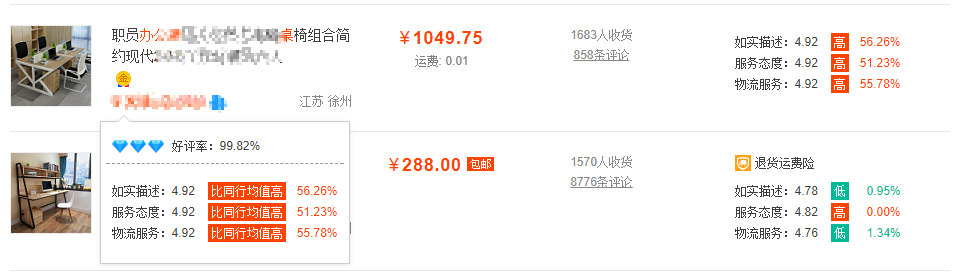 职员办公 桌椅组合简
约现代
金
江苏 徐州
￥1049.75
运费: 0.01
1683人收货
858条评论
如实描述：4.92 高 56.26%
服务态度：4.92 高 51.23%
物流服务：4.92 高 55.78%
好评率：99.82%
如实描述：4.92 比同行均值高 56.26%
服务态度：4.92 比同行均值高 51.23%
物流服务：4.92 比同行均值高 55.78%
￥288.00 包邮
1570人收货
8776条评论
退货运费险
如实描述：4.78 低 0.95%
服务态度：4.82 高 0.00%
物流服务：4.76 低 1.34%